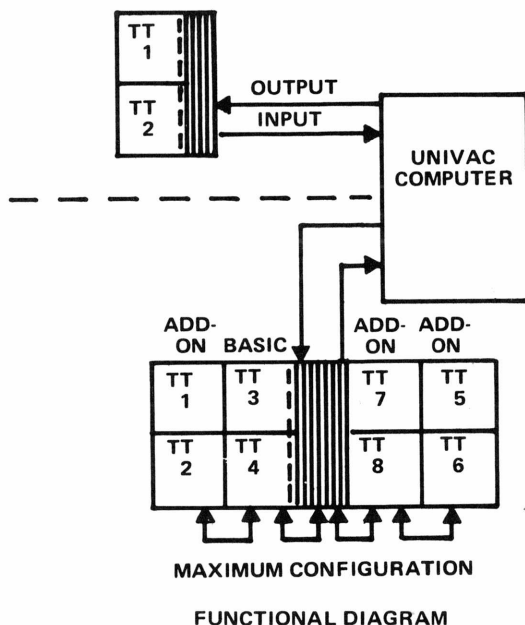 TT
1
TT
2
OUTPUT
INPUT
UNIVAC
COMPUTER
ADD-
ON
BASIC
ADD-
ON
ADD-
ON
TT
1
TT
3
TT
7
TT
5
TT
2
TT
4
TT
8
TT
6
MAXIMUM CONFIGURATION
FUNCTIONAL DIAGRAM